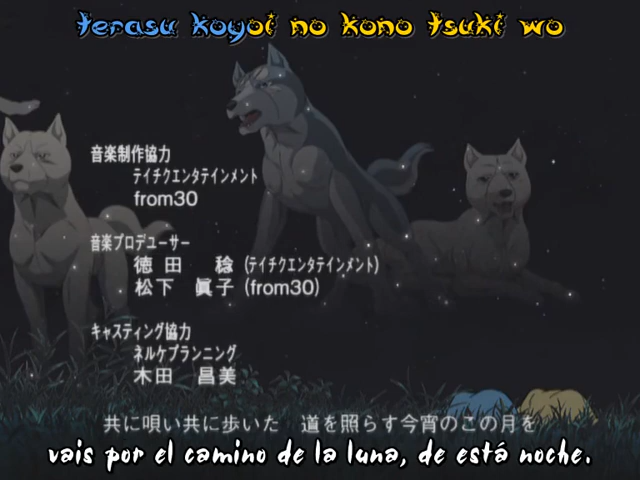 terasu koyoi no kono tsuki wo
音楽制作協力
テイチクエンタテインメント
from30
音楽プロデューサー
徳田 稔 (テイチクエンタテインメント)
松下 眞子 (from30)
キャスティング協力
ネルケプランニング
木田 昌美
共に唄い共に歩いた 道を照らす今宵のこの月を
vais por el camino de la luna, de está noche.